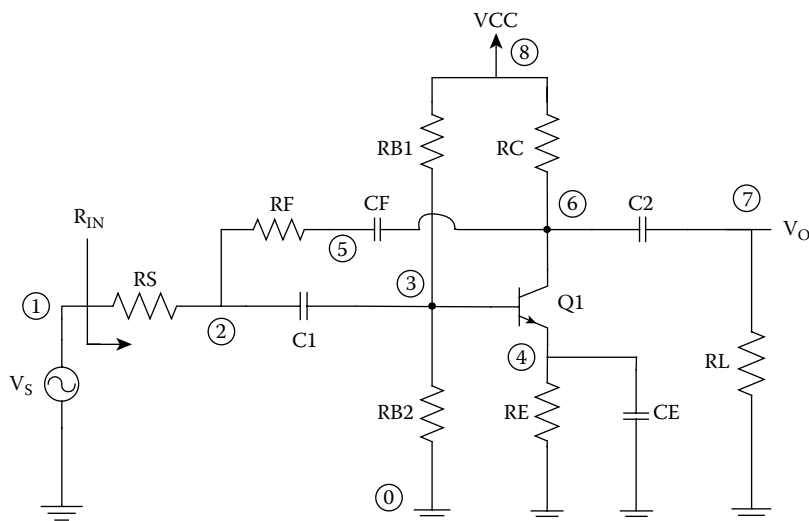 VCC
⑧
RB1
RC
CF
C2
⑦
RF
⑥
V_O
R_IN
⑤
RS
③
①
②
C1
Q1
④
V_S
RB2
RE
CE
RL
⓪